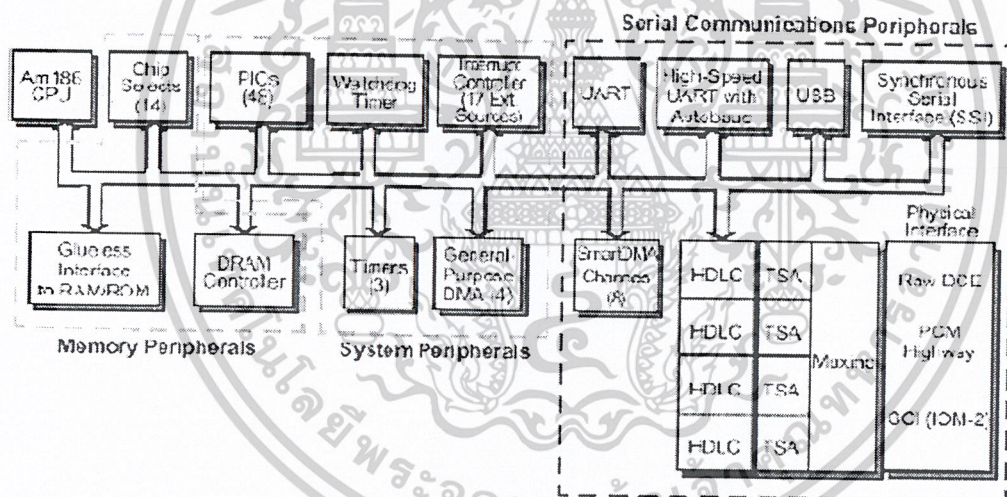 Serial Communications Peripherals
Am186
CPU
Chip
Selects
(14)
PIOs
(48)
Watchdog
Timer
Interrupt
Controller
(17 Ext
Sources)
UART
High-Speed
UART with
Autobaud
USB
Synchronous
Serial
Interface (SSI)
Glueless
Interface
to RAM/ROM
DRAM
Controller
Timers
(3)
General-
Purpose
DMA (4)
SmartDMA
Channels
(8)
Physical
Interface
HDLC
TSA
Raw DCE
HDLC
TSA
PCM
Highway
Muxing
HDLC
TSA
GCI (IOM-2)
HDLC
TSA
Memory Peripherals
System Peripherals